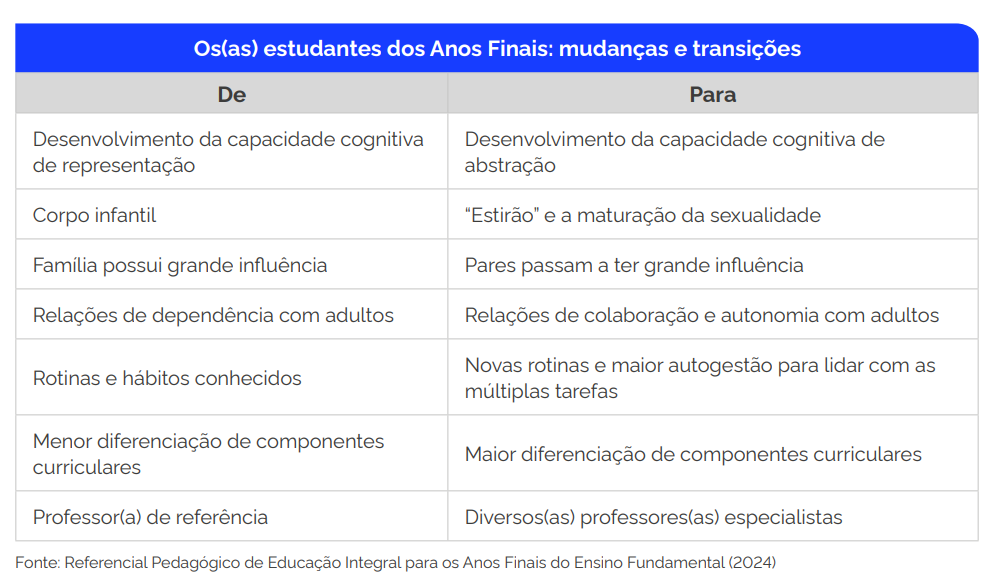 Os(as) estudantes dos Anos Finais: mudanças e transições
De
Para
Desenvolvimento da capacidade cognitiva
de representação
Desenvolvimento da capacidade cognitiva de
abstração
Corpo infantil
“Estirão” e a maturação da sexualidade
Família possui grande influência
Pares passam a ter grande influência
Relações de dependência com adultos
Relações de colaboração e autonomia com adultos
Rotinas e hábitos conhecidos
Novas rotinas e maior autogestão para lidar com as
múltiplas tarefas
Menor diferenciação de componentes
curriculares
Maior diferenciação de componentes curriculares
Professor(a) de referência
Diversos(as) professores(as) especialistas
Fonte: Referencial Pedagógico de Educação Integral para os Anos Finais do Ensino Fundamental (2024)